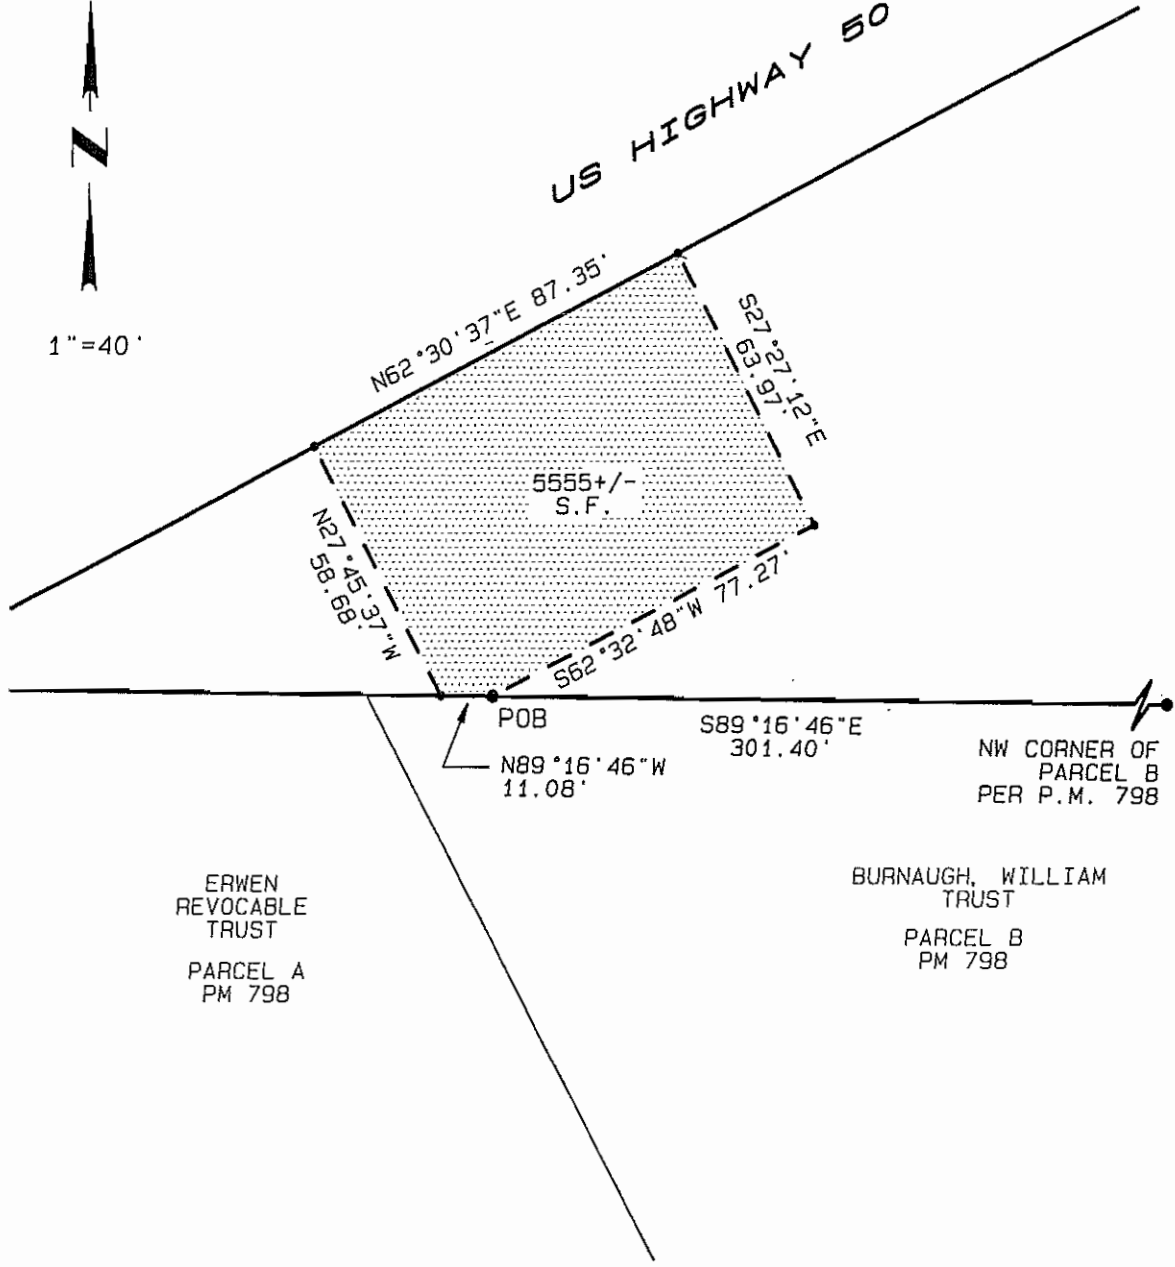 US HIGHWAY 50
N
1"=40'
N62°30'37"E 87.35'
S27°27'12"E
63.97'
5555+/-
S.F.
N27°45'37"W
58.68'
S62°32'48"W 77.27'
POB
S89°16'46"E
301.40'
N89°16'46"W
11.08'
NW CORNER OF
PARCEL B
PER P.M. 798
ERWEN
REVOCABLE
TRUST
PARCEL A
PM 798
BURNAUGH, WILLIAM
TRUST
PARCEL B
PM 798